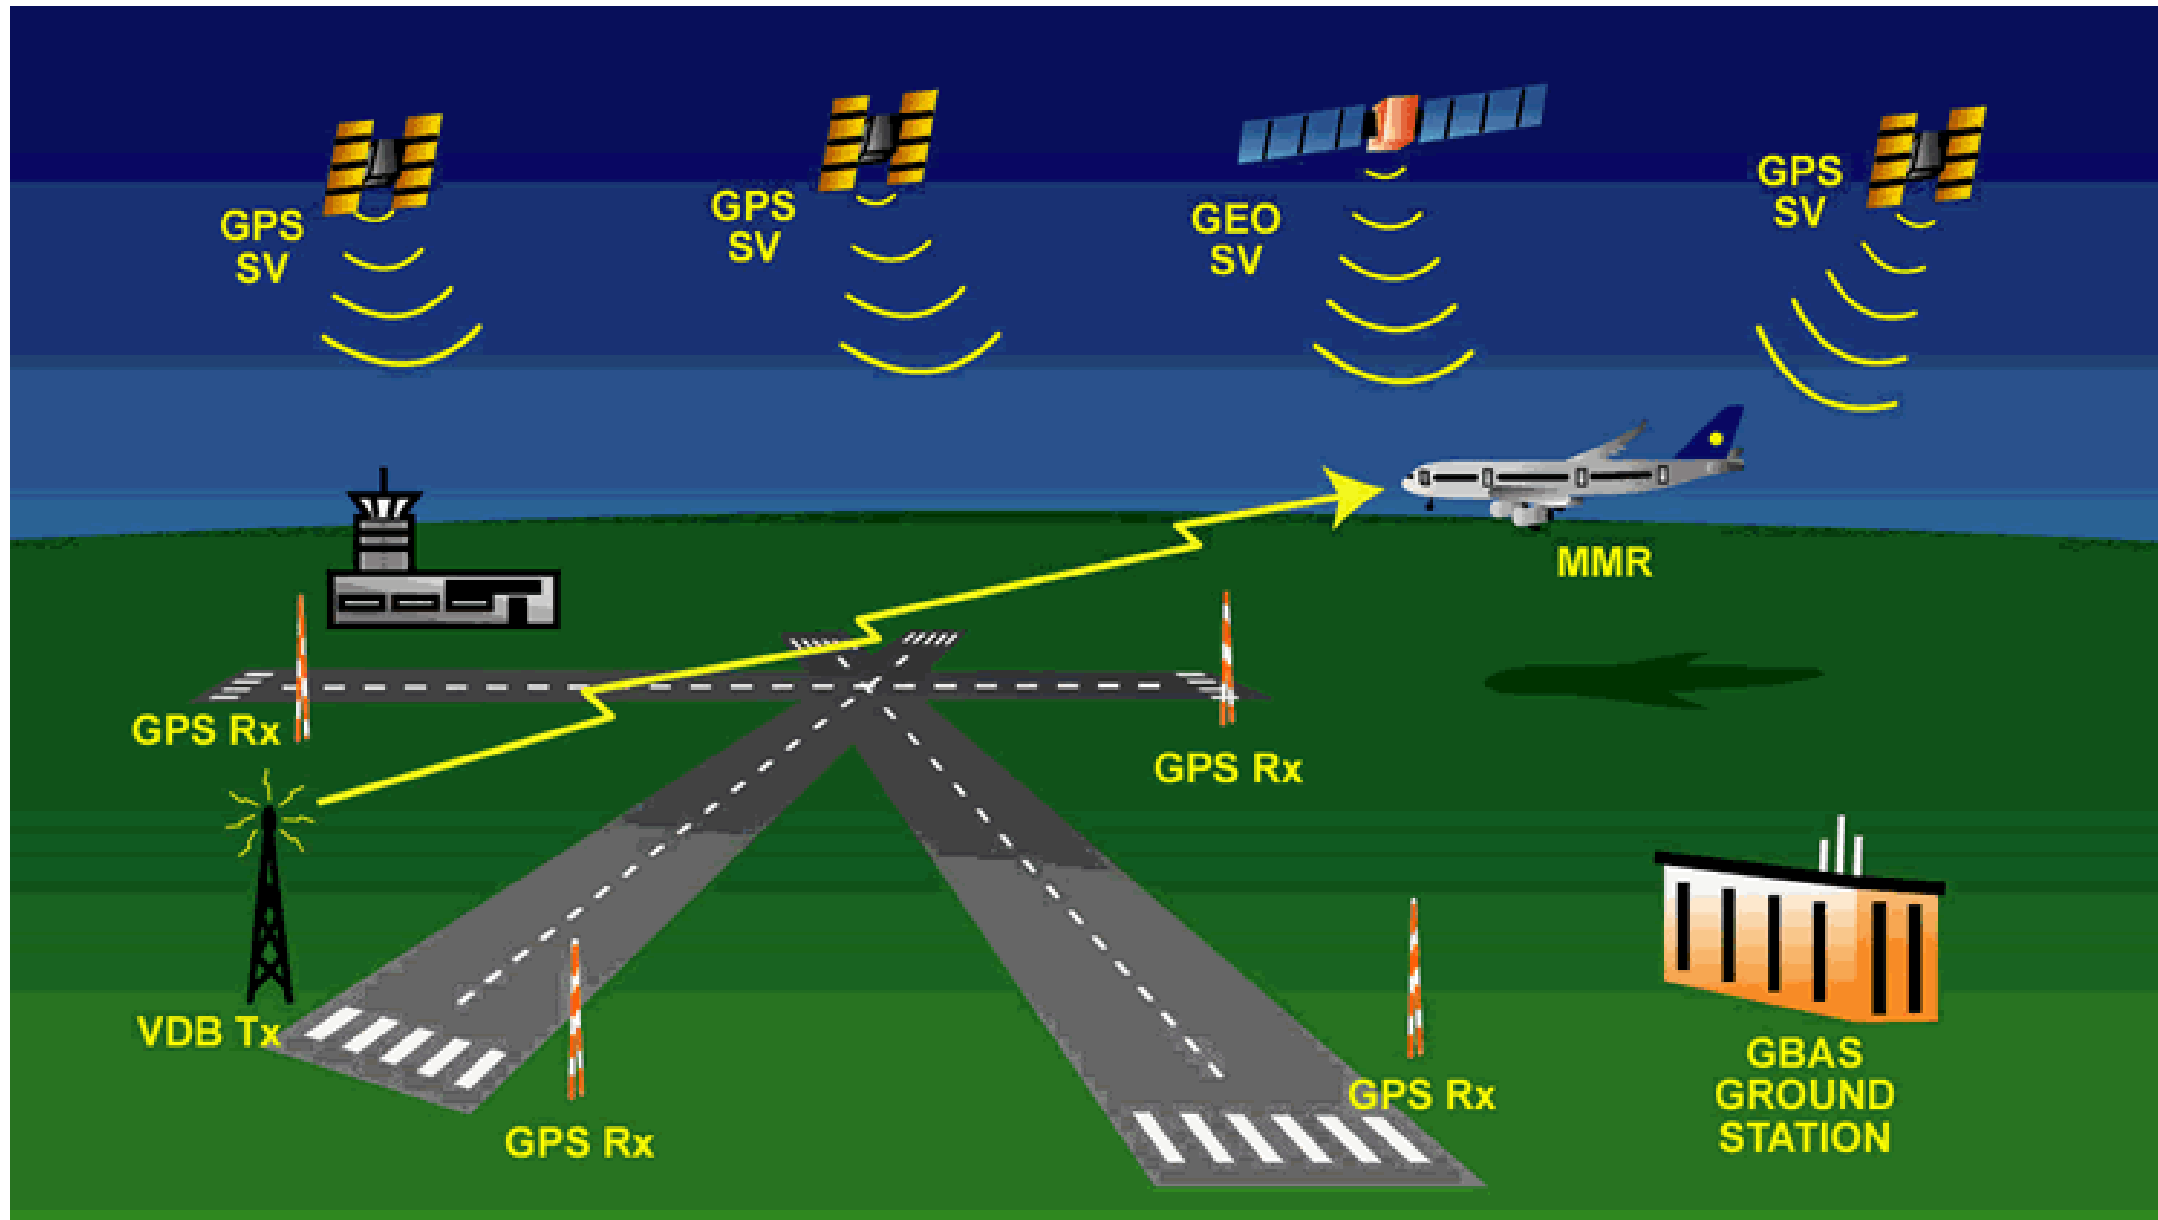 GPS
SV
GPS
SV
GEO
SV
GPS
SV
MMR
GPS Rx
GPS Rx
VDB Tx
GPS Rx
GPS Rx
GBAS
GROUND
STATION